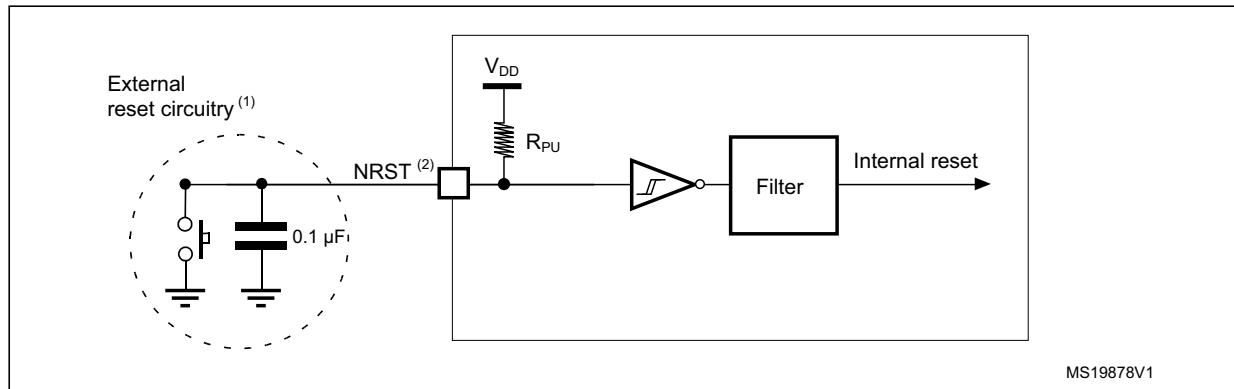 External
reset circuitry (1)
VDD
RPU
NRST (2)
Filter
Internal reset
0.1 µF
MS19878V1